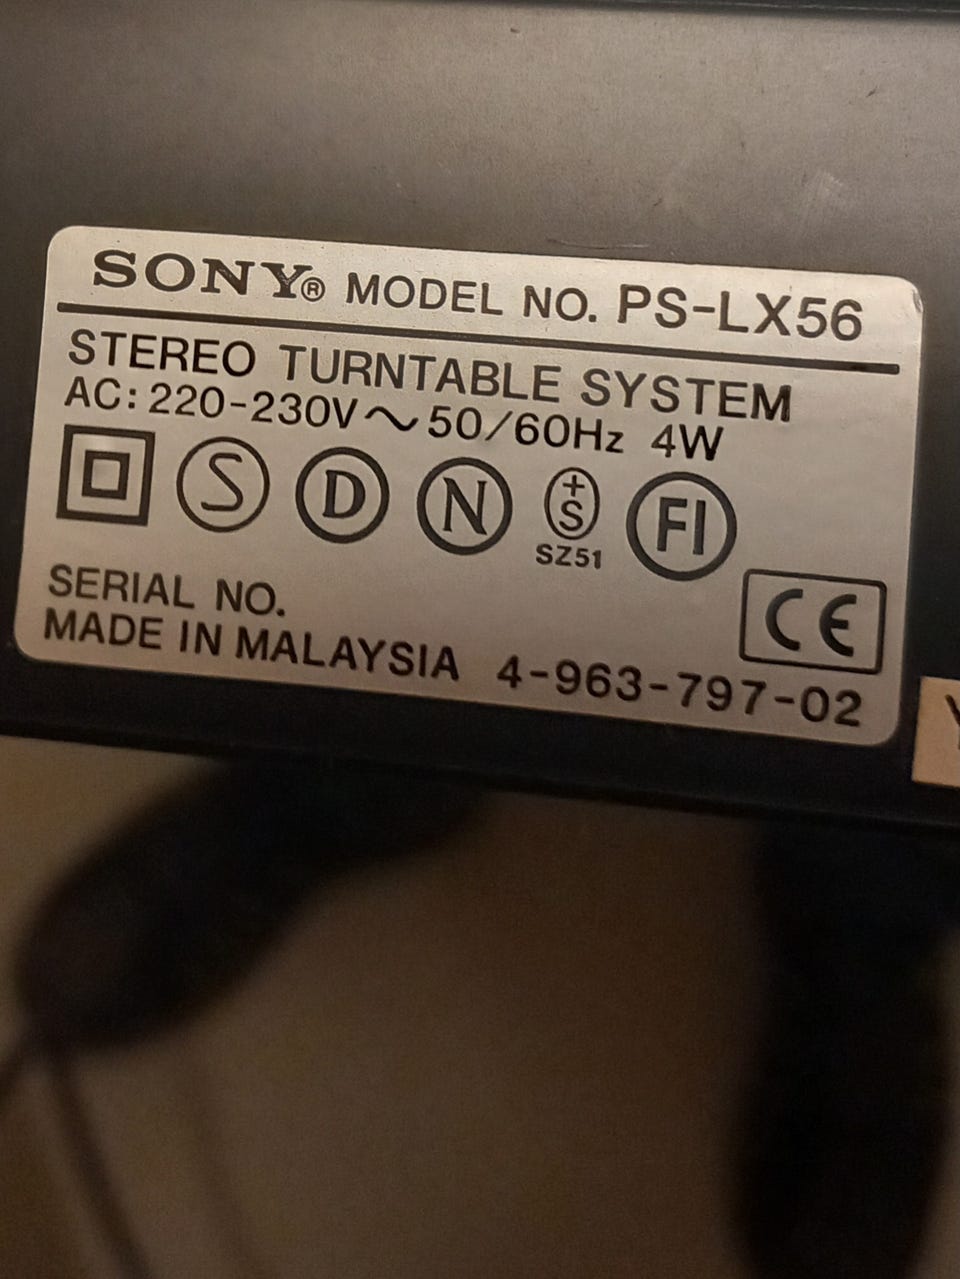 SONY® MODEL NO. PS-LX56
STEREO TURNTABLE SYSTEM
AC: 220-230V~50/60Hz 4W
S D N +S FI
SZ51
CE
SERIAL NO.
MADE IN MALAYSIA 4-963-797-02